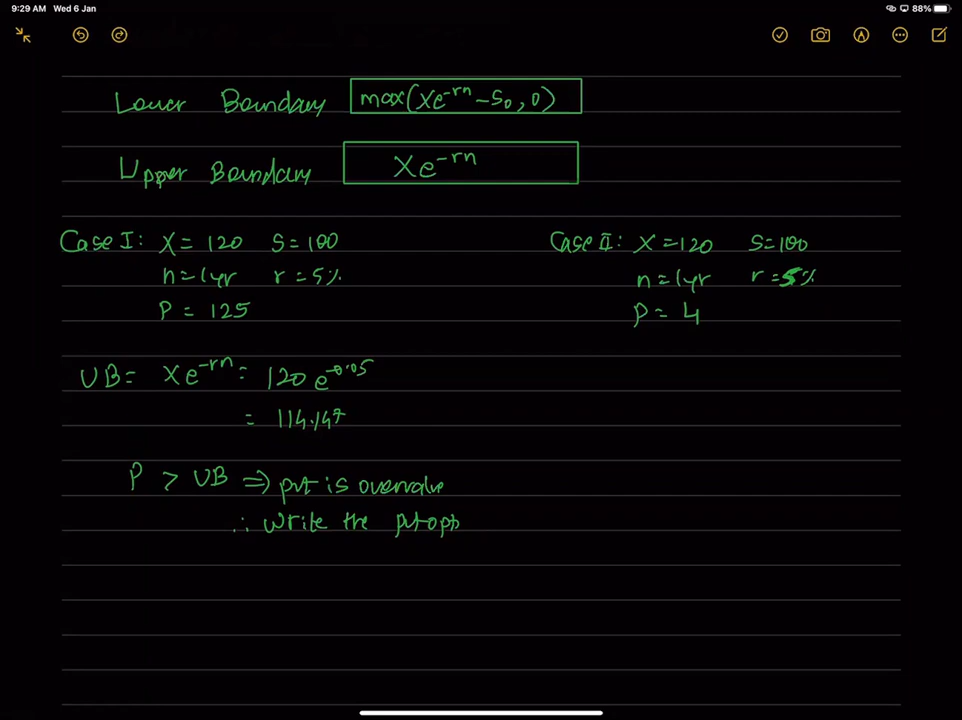 9:29 AM Wed 6 Jan 88%
Lower Boundary max(Xe^-rn - S₀, 0)
Upper Boundary Xe^-rn
Case I: X = 120 S = 100
n = 1yr r = 5%
P = 125
Case II: X = 120 S = 100
n = 1yr r = 5%
P = 4
UB = Xe^-rn = 120 e^-0.05
= 114.147
P > UB ⇒ put is overvalue
∴ Write the put opt